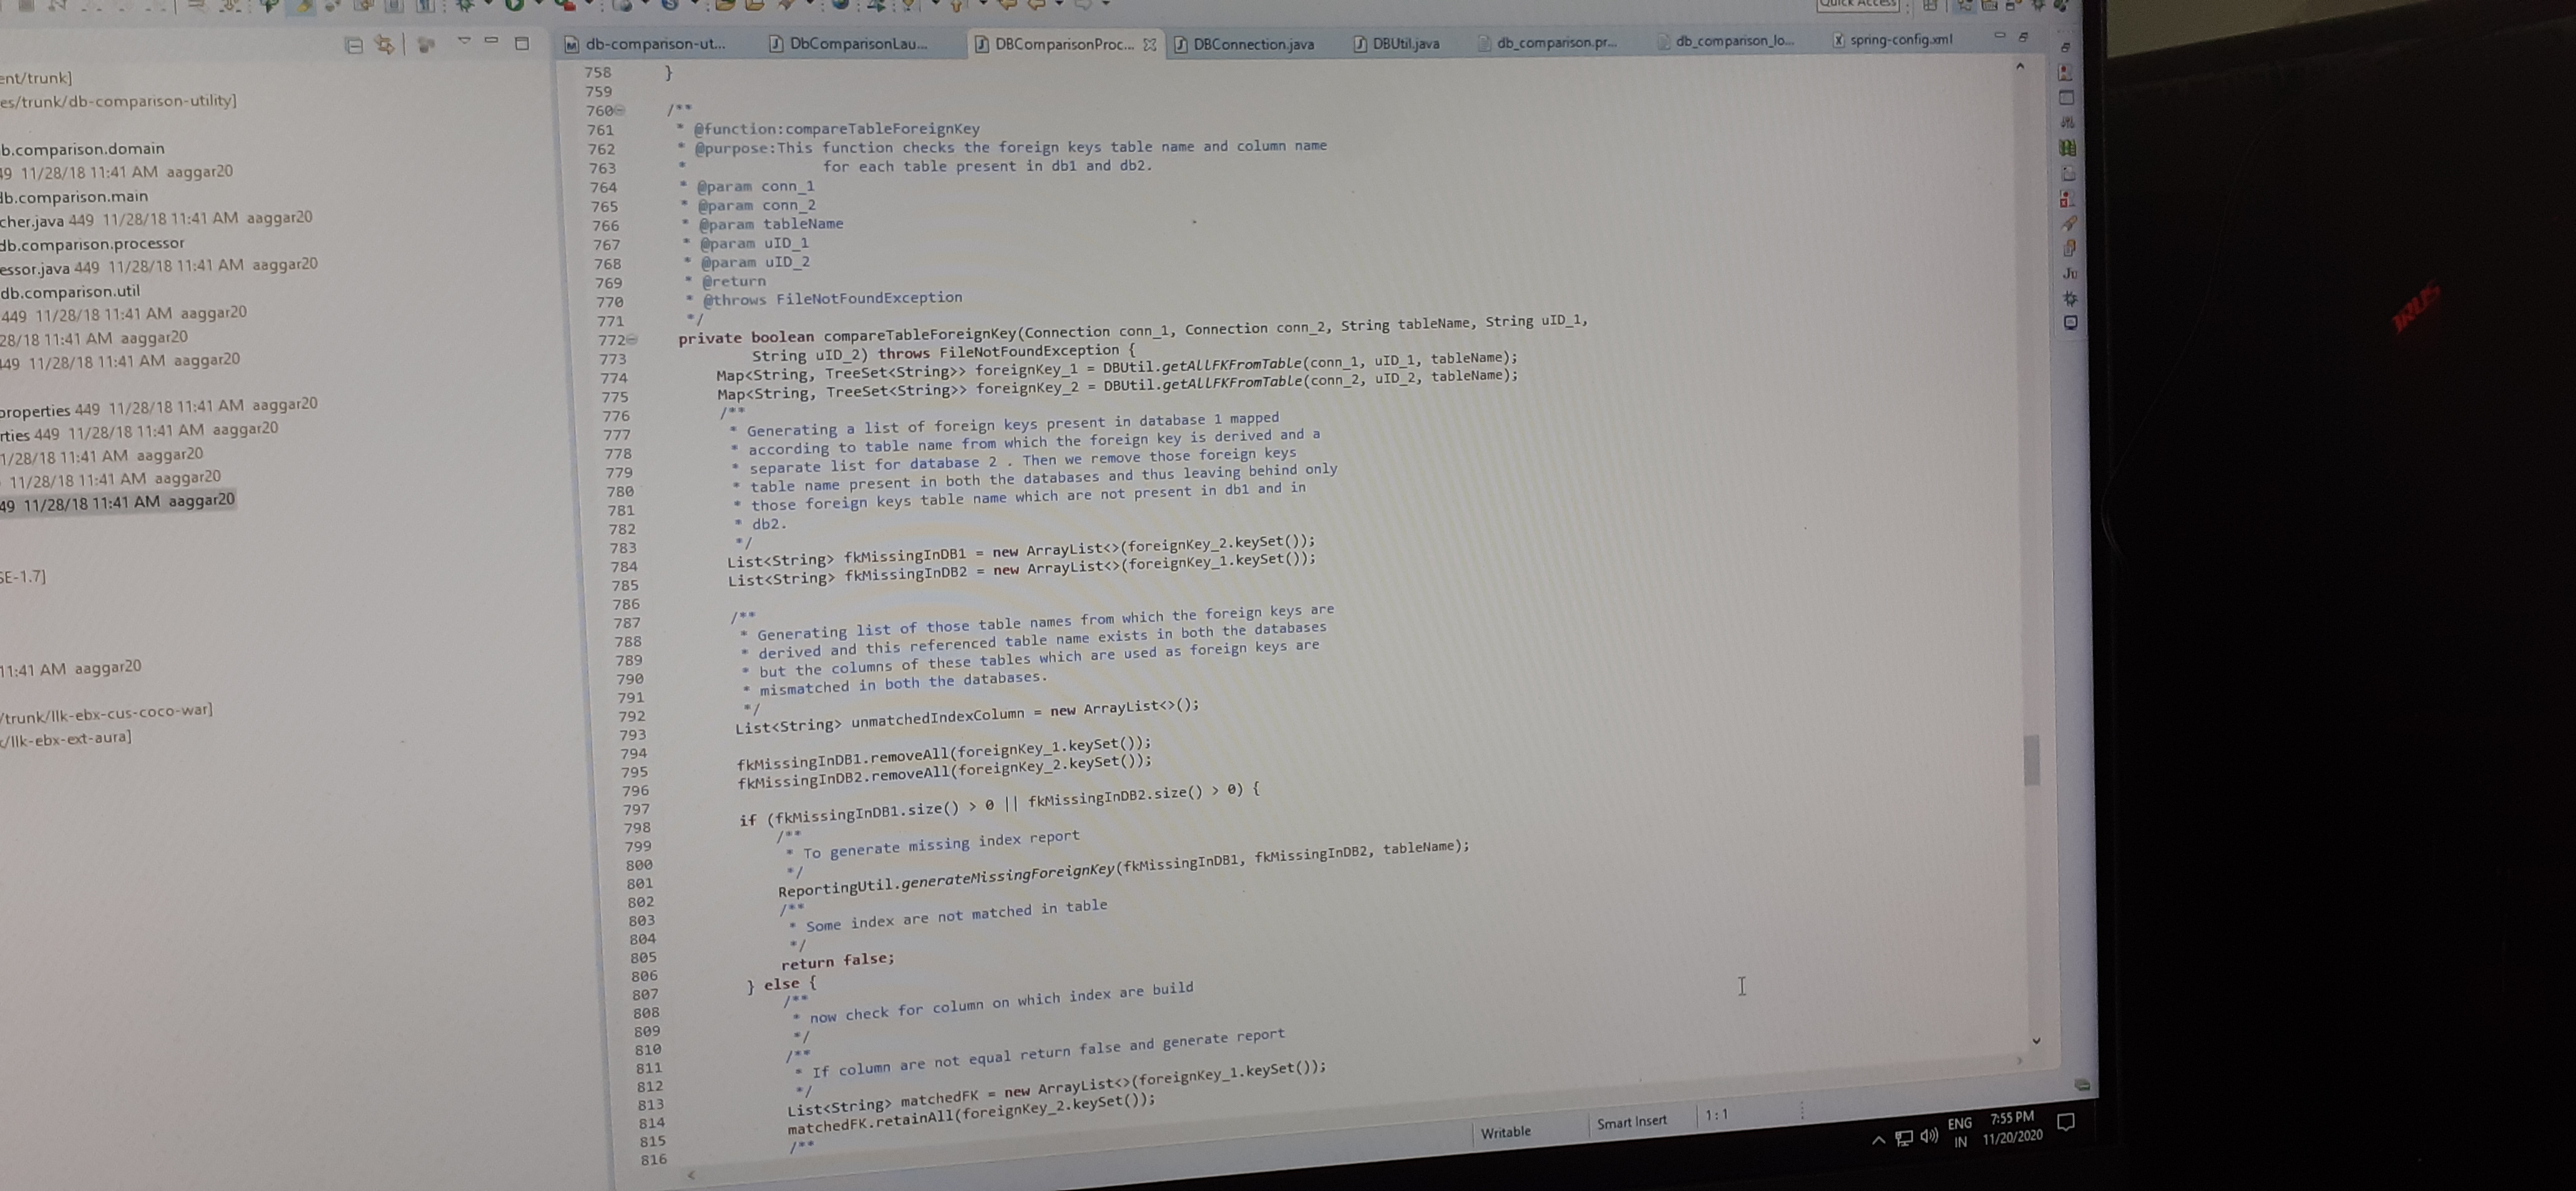 Quick Access
db-comparison-ut...
DbComparisonLau...
DBComparisonProc...
DBConnection.java
DBUtil.java
db_comparison.pr...
db_comparison_lo...
spring-config.xml
ent/trunk]
es/trunk/db-comparison-utility]
b.comparison.domain
49 11/28/18 11:41 AM aaggar20
db.comparison.main
cher.java 449 11/28/18 11:41 AM aaggar20
db.comparison.processor
essor.java 449 11/28/18 11:41 AM aaggar20
db.comparison.util
449 11/28/18 11:41 AM aaggar20
28/18 11:41 AM aaggar20
449 11/28/18 11:41 AM aaggar20
properties 449 11/28/18 11:41 AM aaggar20
rties 449 11/28/18 11:41 AM aaggar20
1/28/18 11:41 AM aaggar20
11/28/18 11:41 AM aaggar20
49 11/28/18 11:41 AM aaggar20
SE-1.7]
11:41 AM aaggar20
/trunk/llk-ebx-cus-coco-war]
/llk-ebx-ext-aura]
758 }
759
760 /**
761 * @function:compareTableForeignKey
762 * @purpose:This function checks the foreign keys table name and column name
763 * for each table present in db1 and db2.
764 * @param conn_1
765 * @param conn_2
766 * @param tableName
767 * @param uID_1
768 * @param uID_2
769 * @return
770 * @throws FileNotFoundException
771 */
772 private boolean compareTableForeignKey(Connection conn_1, Connection conn_2, String tableName, String uID_1,
773 String uID_2) throws FileNotFoundException {
774 Map<String, TreeSet<String>> foreignKey_1 = DBUtil.getAllFKFromTable(conn_1, uID_1, tableName);
775 Map<String, TreeSet<String>> foreignKey_2 = DBUtil.getAllFKFromTable(conn_2, uID_2, tableName);
776 /**
777 * Generating a list of foreign keys present in database 1 mapped
778 * according to table name from which the foreign key is derived and a
779 * separate list for database 2 . Then we remove those foreign keys
780 * table name present in both the databases and thus leaving behind only
781 * those foreign keys table name which are not present in db1 and in
782 * db2.
783 */
784 List<String> fkMissingInDB1 = new ArrayList<>(foreignKey_2.keySet());
785 List<String> fkMissingInDB2 = new ArrayList<>(foreignKey_1.keySet());
786
787 /**
788 * Generating list of those table names from which the foreign keys are
789 * derived and this referenced table name exists in both the databases
790 * but the columns of these tables which are used as foreign keys are
791 * mismatched in both the databases.
792 */
793 List<String> unmatchedIndexColumn = new ArrayList<>();
794
795 fkMissingInDB1.removeAll(foreignKey_1.keySet());
796 fkMissingInDB2.removeAll(foreignKey_2.keySet());
797
798 if (fkMissingInDB1.size() > 0 || fkMissingInDB2.size() > 0) {
799 /**
800 * To generate missing index report
801 */
802 ReportingUtil.generateMissingForeignKey(fkMissingInDB1, fkMissingInDB2, tableName);
803 /**
804 * Some index are not matched in table
805 */
806 return false;
807 } else {
808 /**
809 * now check for column on which index are build
810 */
811 /**
812 * If column are not equal return false and generate report
813 */
814 List<String> matchedFK = new ArrayList<>(foreignKey_1.keySet());
815 matchedFK.retainAll(foreignKey_2.keySet());
816 /**
Writable
Smart Insert
1 : 1
ENG
IN
7:55 PM
11/20/2020